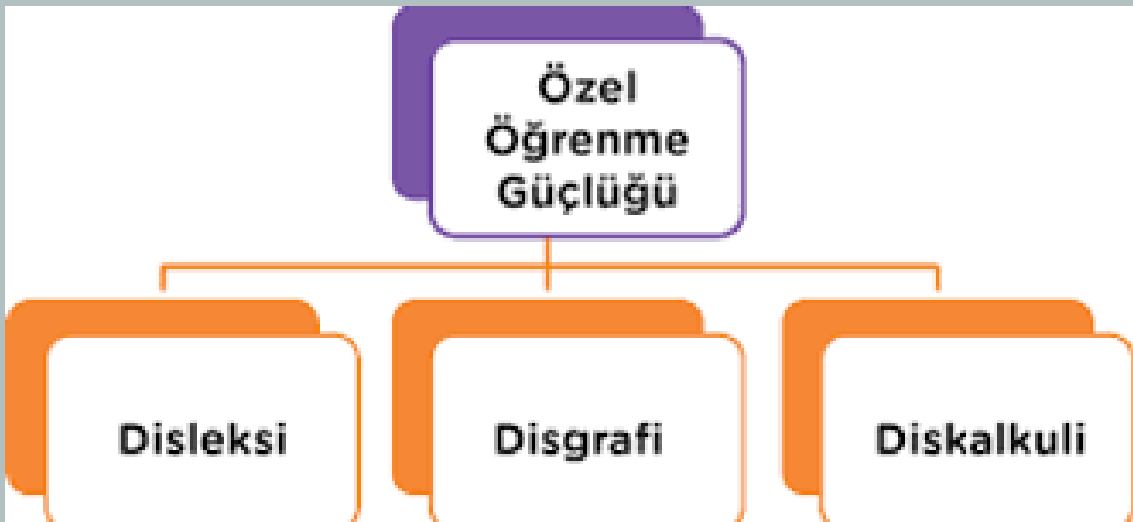 Özel
Öğrenme
Güçlüğü
Disleksi
Disgrafi
Diskalkuli